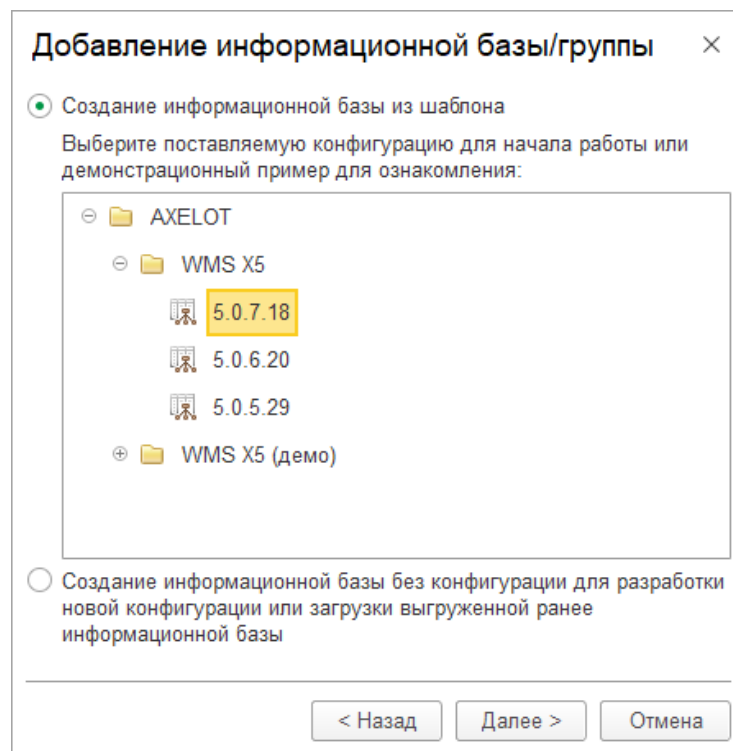 Добавление информационной базы/группы
Создание информационной базы из шаблона
Выберите поставляемую конфигурацию для начала работы или
демонстрационный пример для ознакомления:
AXELOT
WMS X5
5.0.7.18
5.0.6.20
5.0.5.29
WMS X5 (демо)
Создание информационной базы без конфигурации для разработки
новой конфигурации или загрузки выгруженной ранее
информационной базы
< Назад
Далее >
Отмена